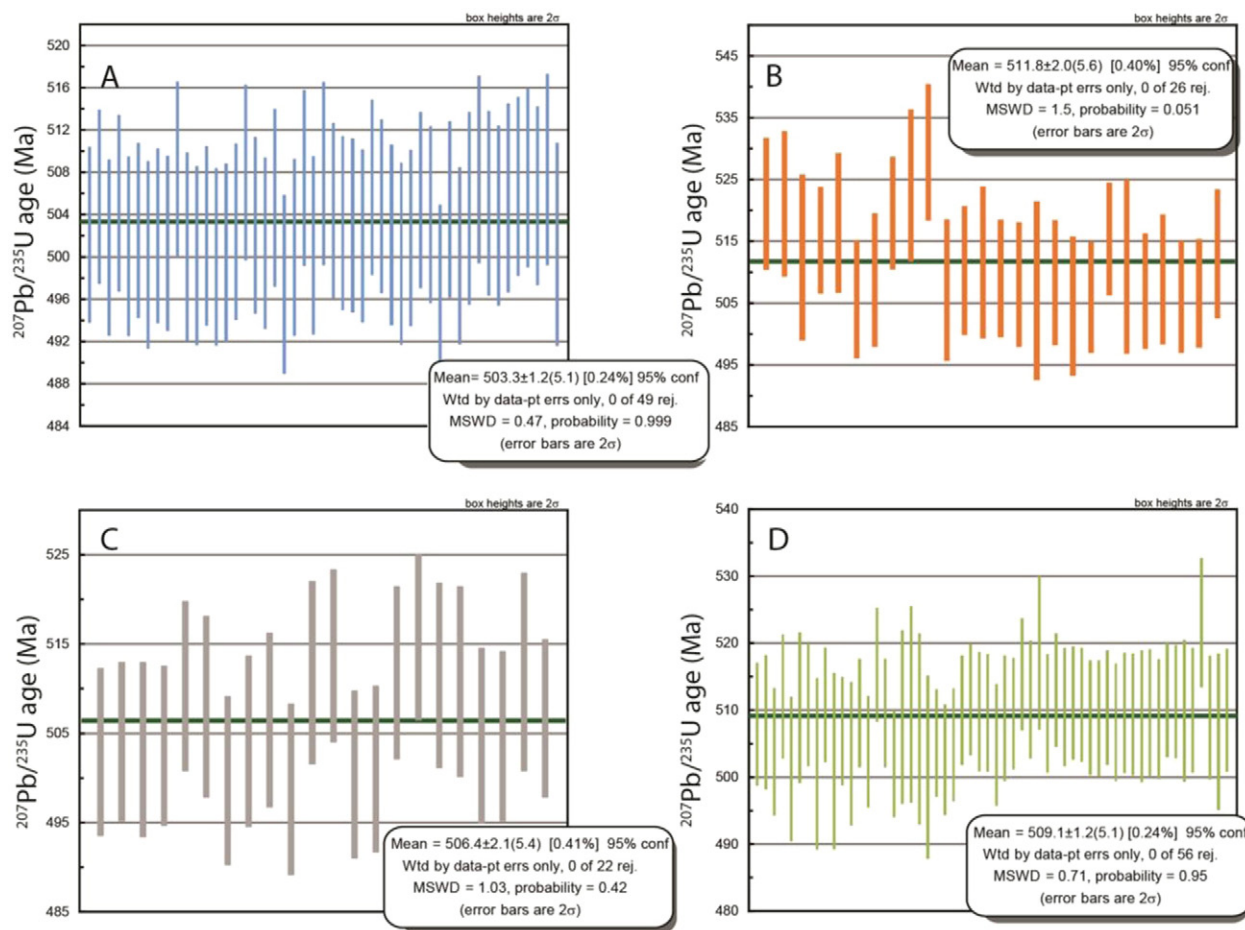 box heights are 2σ
A
²⁰⁷Pb/²³⁵U age (Ma)
520
516
512
508
504
500
496
492
488
484
Mean= 503.3±1.2(5.1) [0.24%] 95% conf
Wtd by data-pt errs only, 0 of 49 rej.
MSWD = 0.47, probability = 0.999
(error bars are 2σ)
box heights are 2σ
B
²⁰⁷Pb/²³⁵U age (Ma)
545
535
525
515
505
495
485
Mean = 511.8±2.0(5.6) [0.40%] 95% conf
Wtd by data-pt errs only, 0 of 26 rej.
MSWD = 1.5, probability = 0.051
(error bars are 2σ)
box heights are 2σ
C
²⁰⁷Pb/²³⁵U age (Ma)
525
515
505
495
485
Mean = 506.4±2.1(5.4) [0.41%] 95% conf
Wtd by data-pt errs only, 0 of 22 rej.
MSWD = 1.03, probability = 0.42
(error bars are 2σ)
box heights are 2σ
D
²⁰⁷Pb/²³⁵U age (Ma)
540
530
520
510
500
490
480
Mean = 509.1±1.2(5.1) [0.24%] 95% conf
Wtd by data-pt errs only, 0 of 56 rej.
MSWD = 0.71, probability = 0.95
(error bars are 2σ)